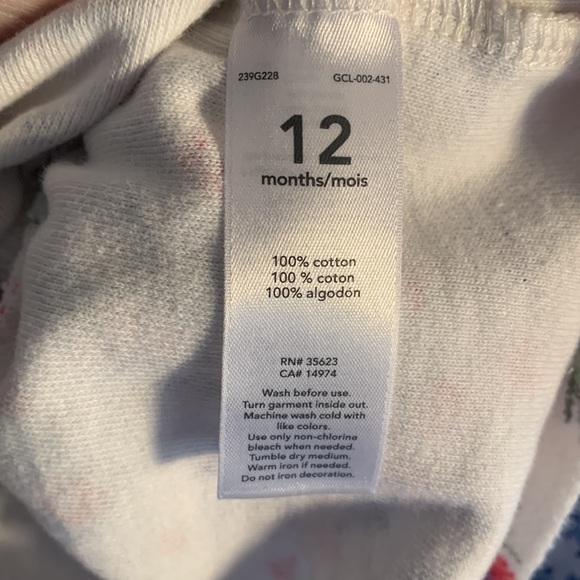 239G228 GCL-002-431
12
months/mois
100% cotton
100 % coton
100% algodón
RN# 35623
CA# 14974
Wash before use.
Turn garment inside out.
Machine wash cold with
like colors.
Use only non-chlorine
bleach when needed.
Tumble dry medium.
Warm iron if needed.
Do not iron decoration.